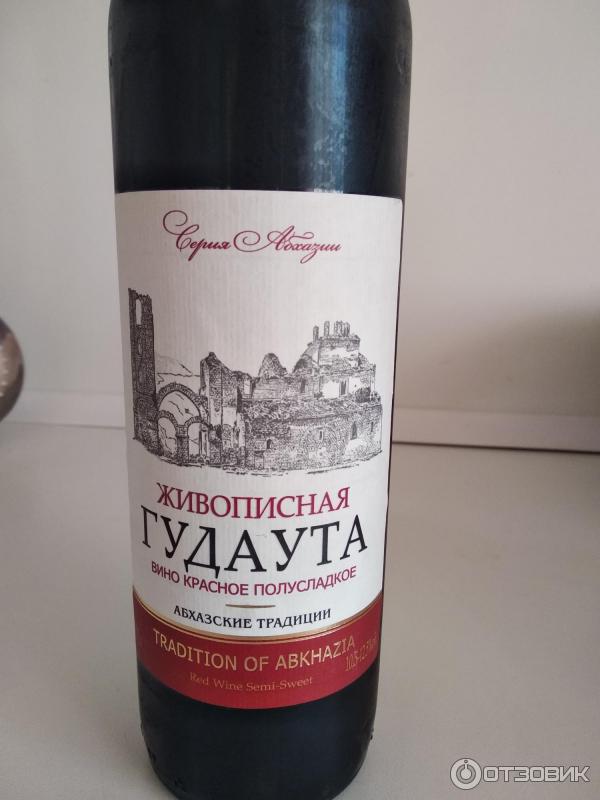 Серия Абхазии
ЖИВОПИСНАЯ
ГУДАУТА
ВИНО КРАСНОЕ ПОЛУСЛАДКОЕ
АБХАЗСКИЕ ТРАДИЦИИ
TRADITION OF ABKHAZIA
Red Wine Semi-Sweet
ОТЗОВИК